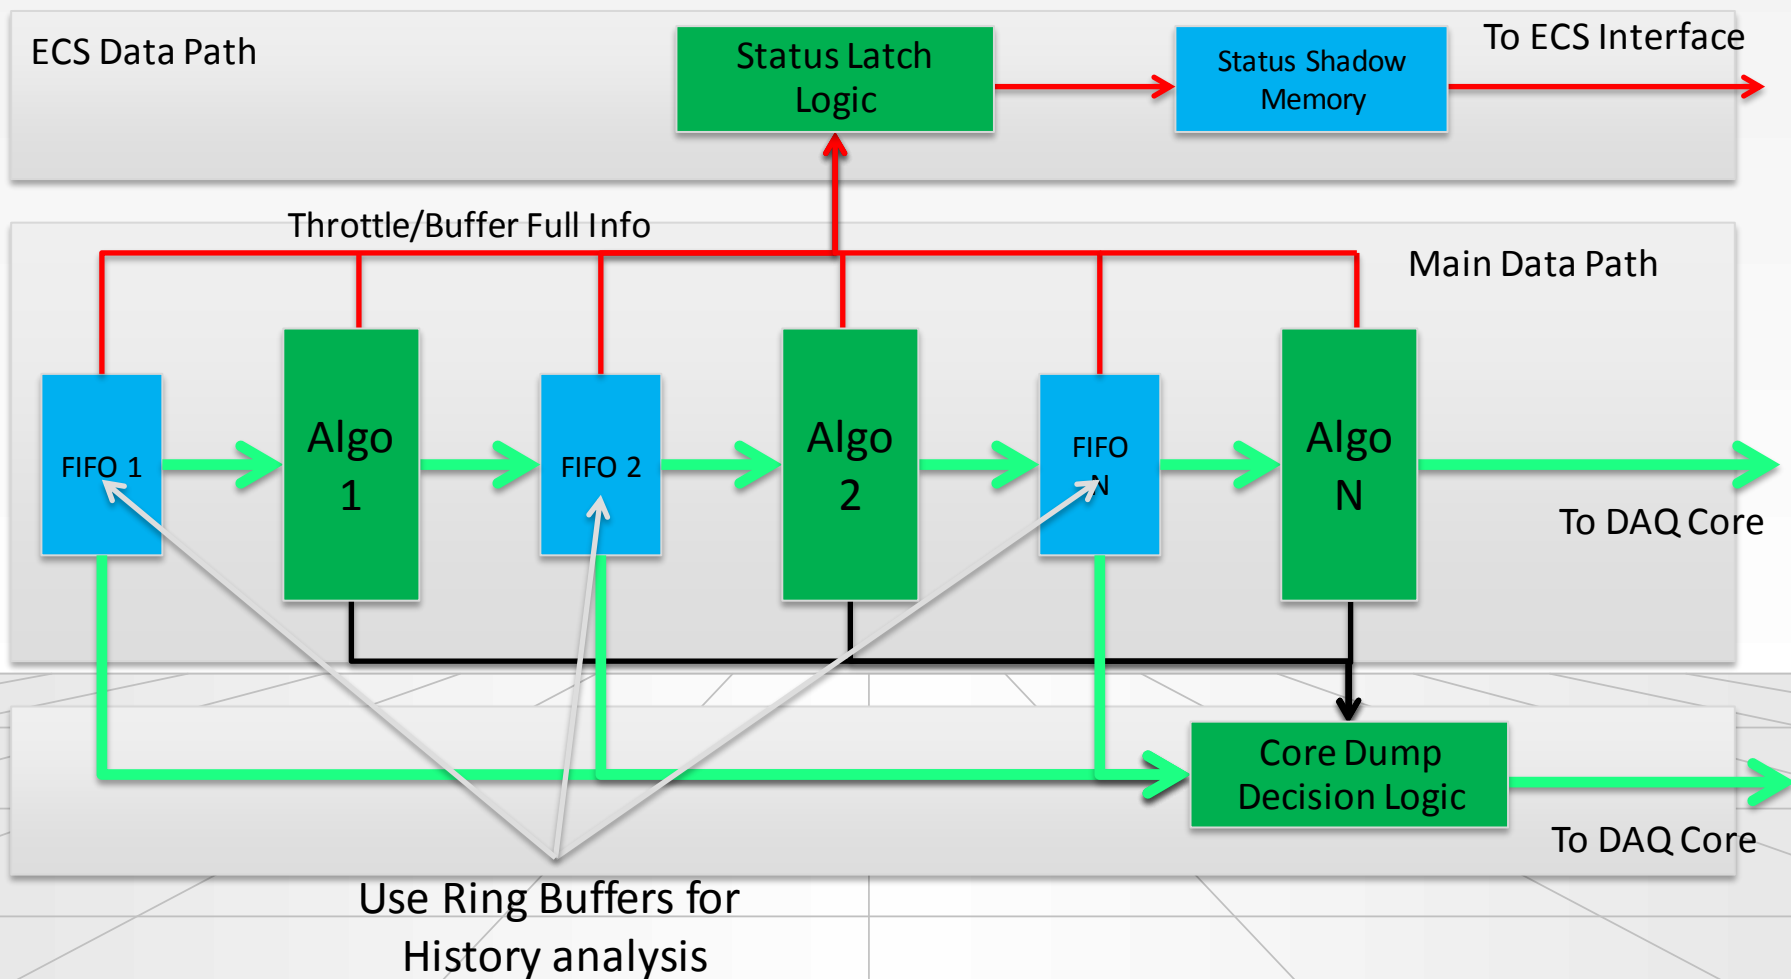 ECS Data Path
Status Latch
Logic
Status Shadow
Memory
To ECS Interface
Throttle/Buffer Full Info
Main Data Path
FIFO 1
Algo
1
FIFO 2
Algo
2
FIFO
N
Algo
N
To DAQ Core
Core Dump
Decision Logic
To DAQ Core
Use Ring Buffers for
History analysis